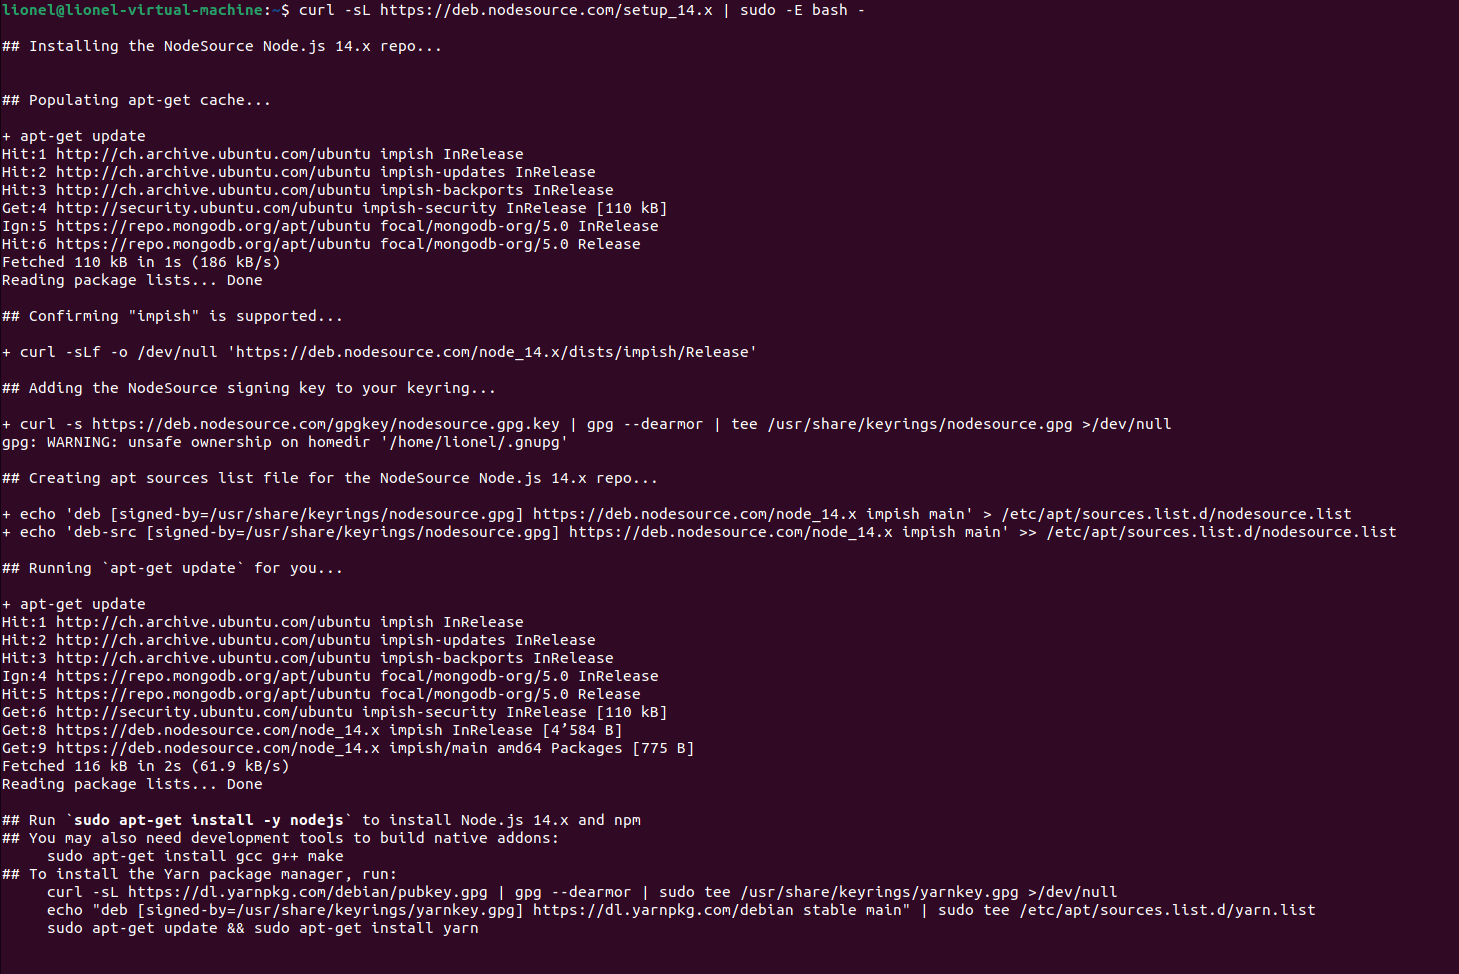 lionel@lionel-virtual-machine:~$ curl -sL https://deb.nodesource.com/setup_14.x | sudo -E bash -
## Installing the NodeSource Node.js 14.x repo...
## Populating apt-get cache...
+ apt-get update
Hit:1 http://ch.archive.ubuntu.com/ubuntu impish InRelease
Hit:2 http://ch.archive.ubuntu.com/ubuntu impish-updates InRelease
Hit:3 http://ch.archive.ubuntu.com/ubuntu impish-backports InRelease
Get:4 http://security.ubuntu.com/ubuntu impish-security InRelease [110 kB]
Ign:5 https://repo.mongodb.org/apt/ubuntu focal/mongodb-org/5.0 InRelease
Hit:6 https://repo.mongodb.org/apt/ubuntu focal/mongodb-org/5.0 Release
Fetched 110 kB in 1s (186 kB/s)
Reading package lists... Done
## Confirming "impish" is supported...
+ curl -sLf -o /dev/null 'https://deb.nodesource.com/node_14.x/dists/impish/Release'
## Adding the NodeSource signing key to your keyring...
+ curl -s https://deb.nodesource.com/gpgkey/nodesource.gpg.key | gpg --dearmor | tee /usr/share/keyrings/nodesource.gpg >/dev/null
gpg: WARNING: unsafe ownership on homedir '/home/lionel/.gnupg'
## Creating apt sources list file for the NodeSource Node.js 14.x repo...
+ echo 'deb [signed-by=/usr/share/keyrings/nodesource.gpg] https://deb.nodesource.com/node_14.x impish main' > /etc/apt/sources.list.d/nodesource.list
+ echo 'deb-src [signed-by=/usr/share/keyrings/nodesource.gpg] https://deb.nodesource.com/node_14.x impish main' >> /etc/apt/sources.list.d/nodesource.list
## Running `apt-get update` for you...
+ apt-get update
Hit:1 http://ch.archive.ubuntu.com/ubuntu impish InRelease
Hit:2 http://ch.archive.ubuntu.com/ubuntu impish-updates InRelease
Hit:3 http://ch.archive.ubuntu.com/ubuntu impish-backports InRelease
Ign:4 https://repo.mongodb.org/apt/ubuntu focal/mongodb-org/5.0 InRelease
Hit:5 https://repo.mongodb.org/apt/ubuntu focal/mongodb-org/5.0 Release
Get:6 http://security.ubuntu.com/ubuntu impish-security InRelease [110 kB]
Get:8 https://deb.nodesource.com/node_14.x impish InRelease [4’584 B]
Get:9 https://deb.nodesource.com/node_14.x impish/main amd64 Packages [775 B]
Fetched 116 kB in 2s (61.9 kB/s)
Reading package lists... Done
## Run `sudo apt-get install -y nodejs` to install Node.js 14.x and npm
## You may also need development tools to build native addons:
sudo apt-get install gcc g++ make
## To install the Yarn package manager, run:
curl -sL https://dl.yarnpkg.com/debian/pubkey.gpg | gpg --dearmor | sudo tee /usr/share/keyrings/yarnkey.gpg >/dev/null
echo "deb [signed-by=/usr/share/keyrings/yarnkey.gpg] https://dl.yarnpkg.com/debian stable main" | sudo tee /etc/apt/sources.list.d/yarn.list
sudo apt-get update && sudo apt-get install yarn